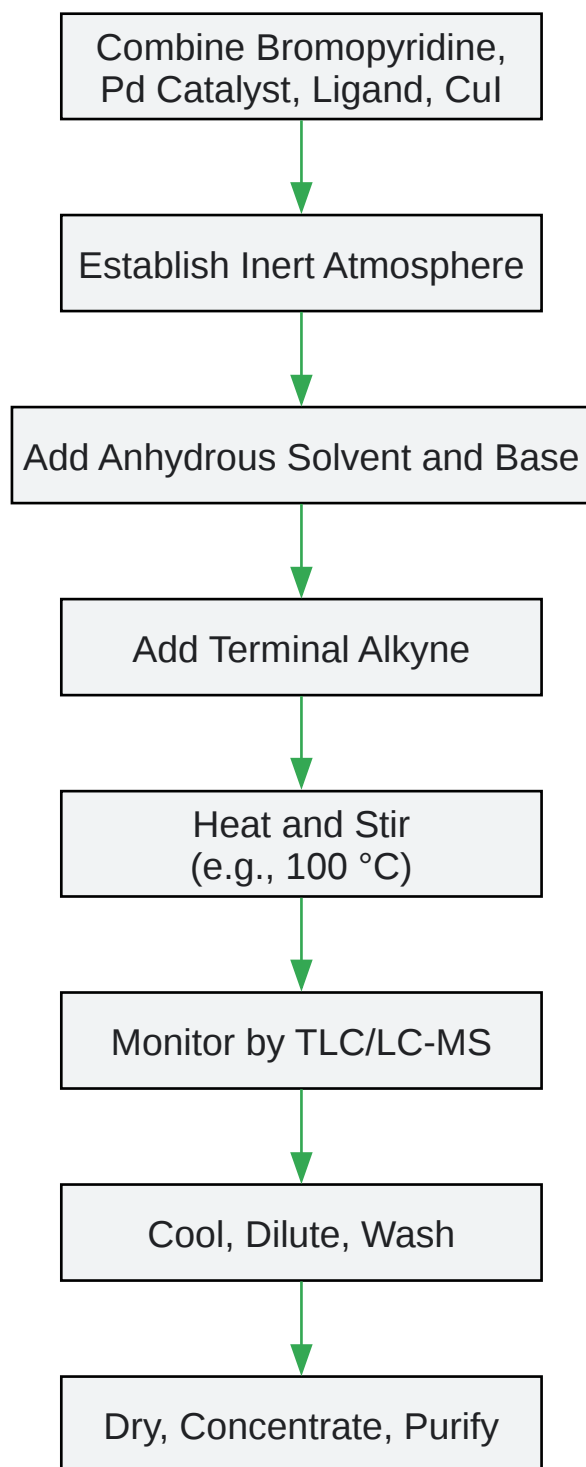 Combine Bromopyridine,
Pd Catalyst, Ligand, CuI
Establish Inert Atmosphere
Add Anhydrous Solvent and Base
Add Terminal Alkyne
Heat and Stir
(e.g., 100 °C)
Monitor by TLC/LC-MS
Cool, Dilute, Wash
Dry, Concentrate, Purify